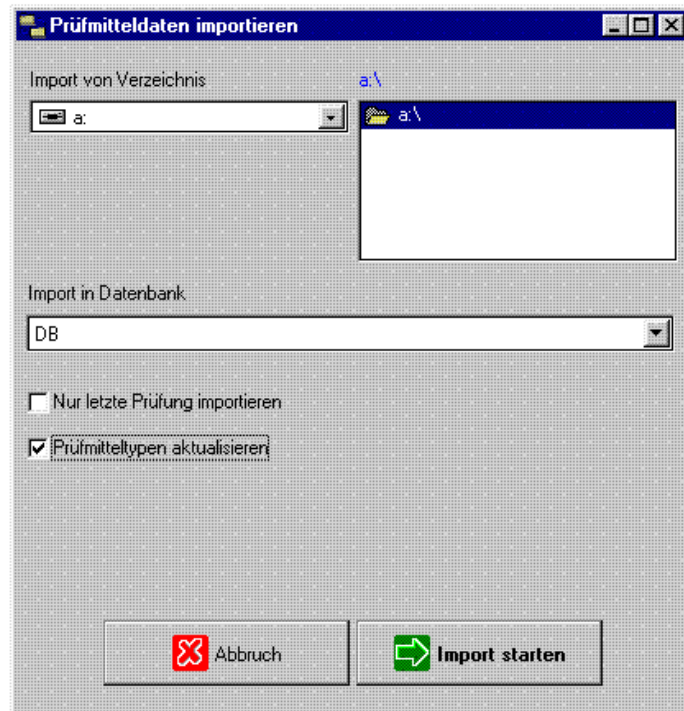 Prüfmitteldaten importieren
Import von Verzeichnis
a:\
a:
a:\
Import in Datenbank
DB
Nur letzte Prüfung importieren
Prüfmitteltypen aktualisieren
Abbruch
Import starten